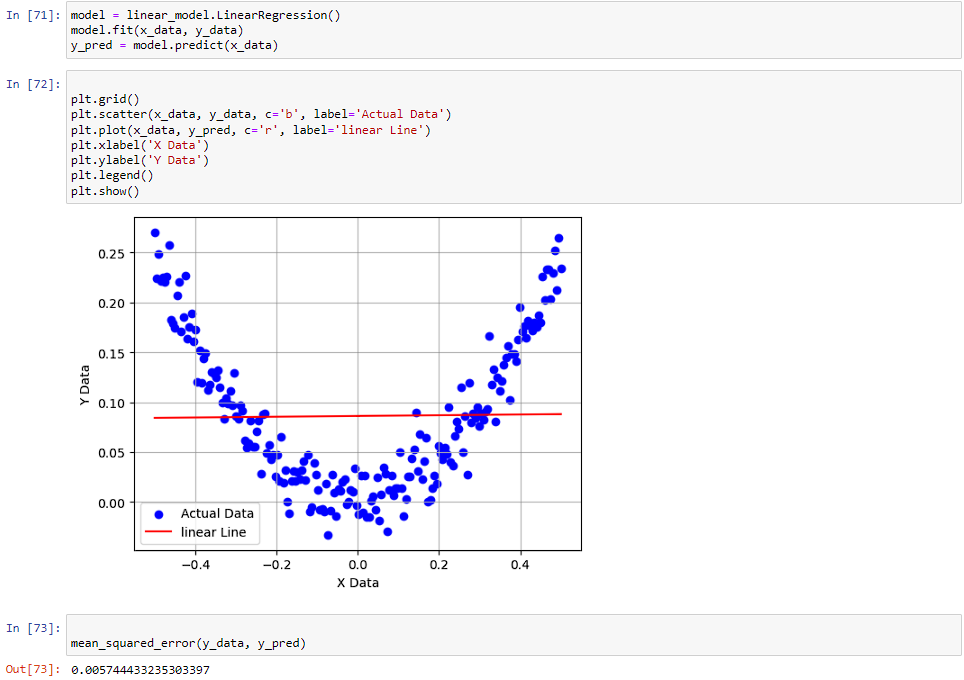 In [71]:
model = linear_model.LinearRegression()
model.fit(x_data, y_data)
y_pred = model.predict(x_data)
In [72]:
plt.grid()
plt.scatter(x_data, y_data, c='b', label='Actual Data')
plt.plot(x_data, y_pred, c='r', label='linear Line')
plt.xlabel('X Data')
plt.ylabel('Y Data')
plt.legend()
plt.show()
0.25
0.20
0.15
0.10
0.05
0.00
Y Data
Actual Data
linear Line
−0.4 −0.2 0.0 0.2 0.4
X Data
In [73]:
mean_squared_error(y_data, y_pred)
Out[73]: 0.005744433235303397